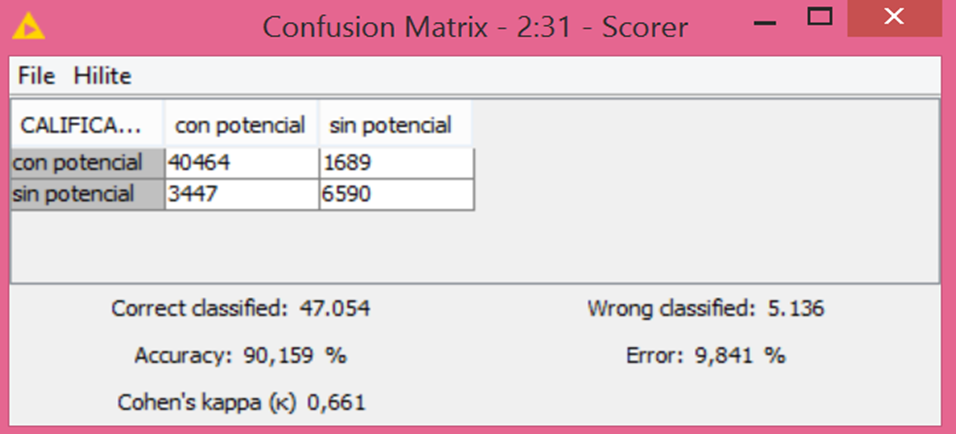 Confusion Matrix - 2:31 - Scorer
File Hilite
CALIFICA... con potencial sin potencial
con potencial 40464 1689
sin potencial 3447 6590
Correct classified: 47.054 Wrong classified: 5.136
Accuracy: 90,159 % Error: 9,841 %
Cohen's kappa (κ) 0,661